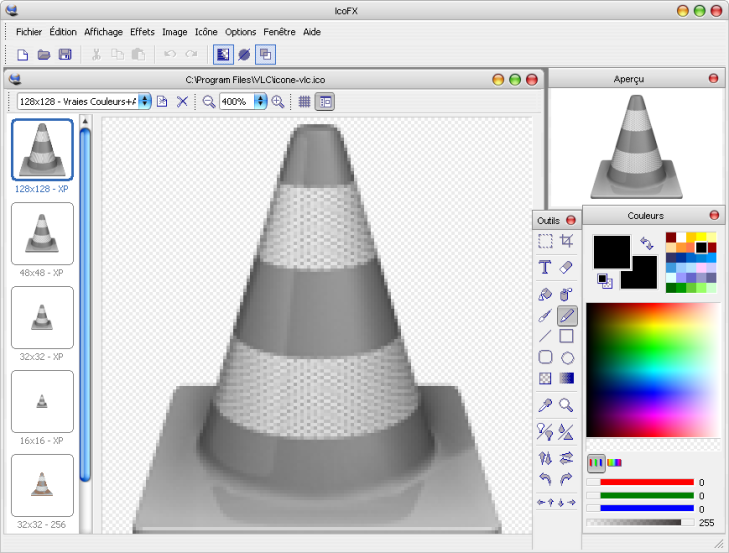 IcoFX
Fichier Édition Affichage Effets Image Icône Options Fenêtre Aide
C:\Program Files\VLC\icone-vlc.ico
128x128 - Vraies Couleurs+A
400%
128x128 - XP
48x48 - XP
32x32 - XP
16x16 - XP
32x32 - 256
Aperçu
Outils
T
Couleurs
0
0
0
255